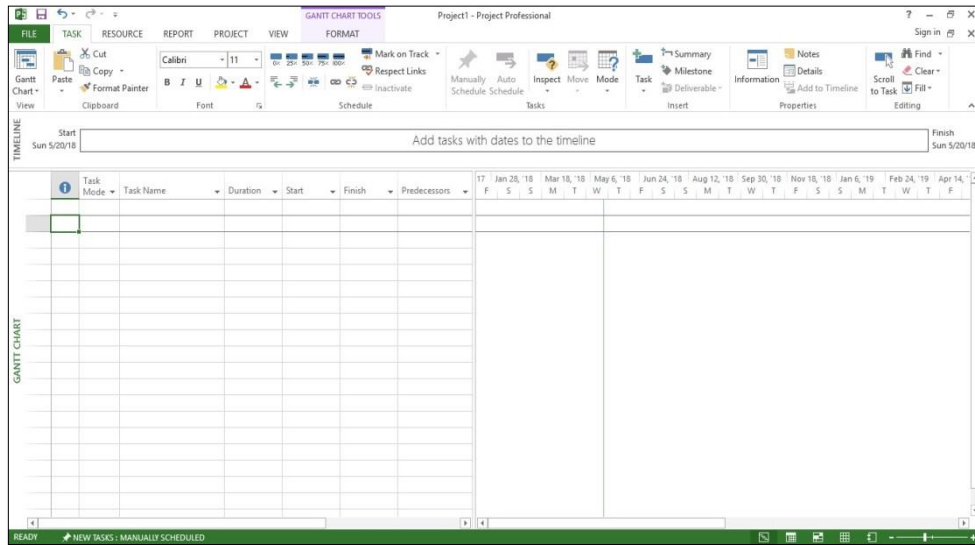 GANTT CHART TOOLS Project1 - Project Professional ?
FILE TASK RESOURCE REPORT PROJECT VIEW FORMAT Sign in
Gantt Chart
View
Paste
Cut
Copy
Format Painter
Clipboard
Calibri 11
B I U A
Font
0% 25% 50% 75% 100%
Mark on Track
Respect Links
Inactivate
Schedule
Manually Schedule
Auto Schedule
Inspect
Move
Mode
Tasks
Task
Summary
Milestone
Deliverable
Insert
Information
Notes
Details
Add to Timeline
Properties
Scroll to Task
Find
Clear
Fill
Editing
TIMELINE
Start
Sun 5/20/18
Add tasks with dates to the timeline
Finish
Sun 5/20/18
Task Mode Task Name Duration Start Finish Predecessors
17 Jan 28, '18 Mar 18, '18 May 6, '18 Jun 24, '18 Aug 12, '18 Sep 30, '18 Nov 18, '18 Jan 6, '19 Feb 24, '19 Apr 14, '
F S S M T W T F S S M T W T F S S M T W T F
GANTT CHART
READY NEW TASKS : MANUALLY SCHEDULED